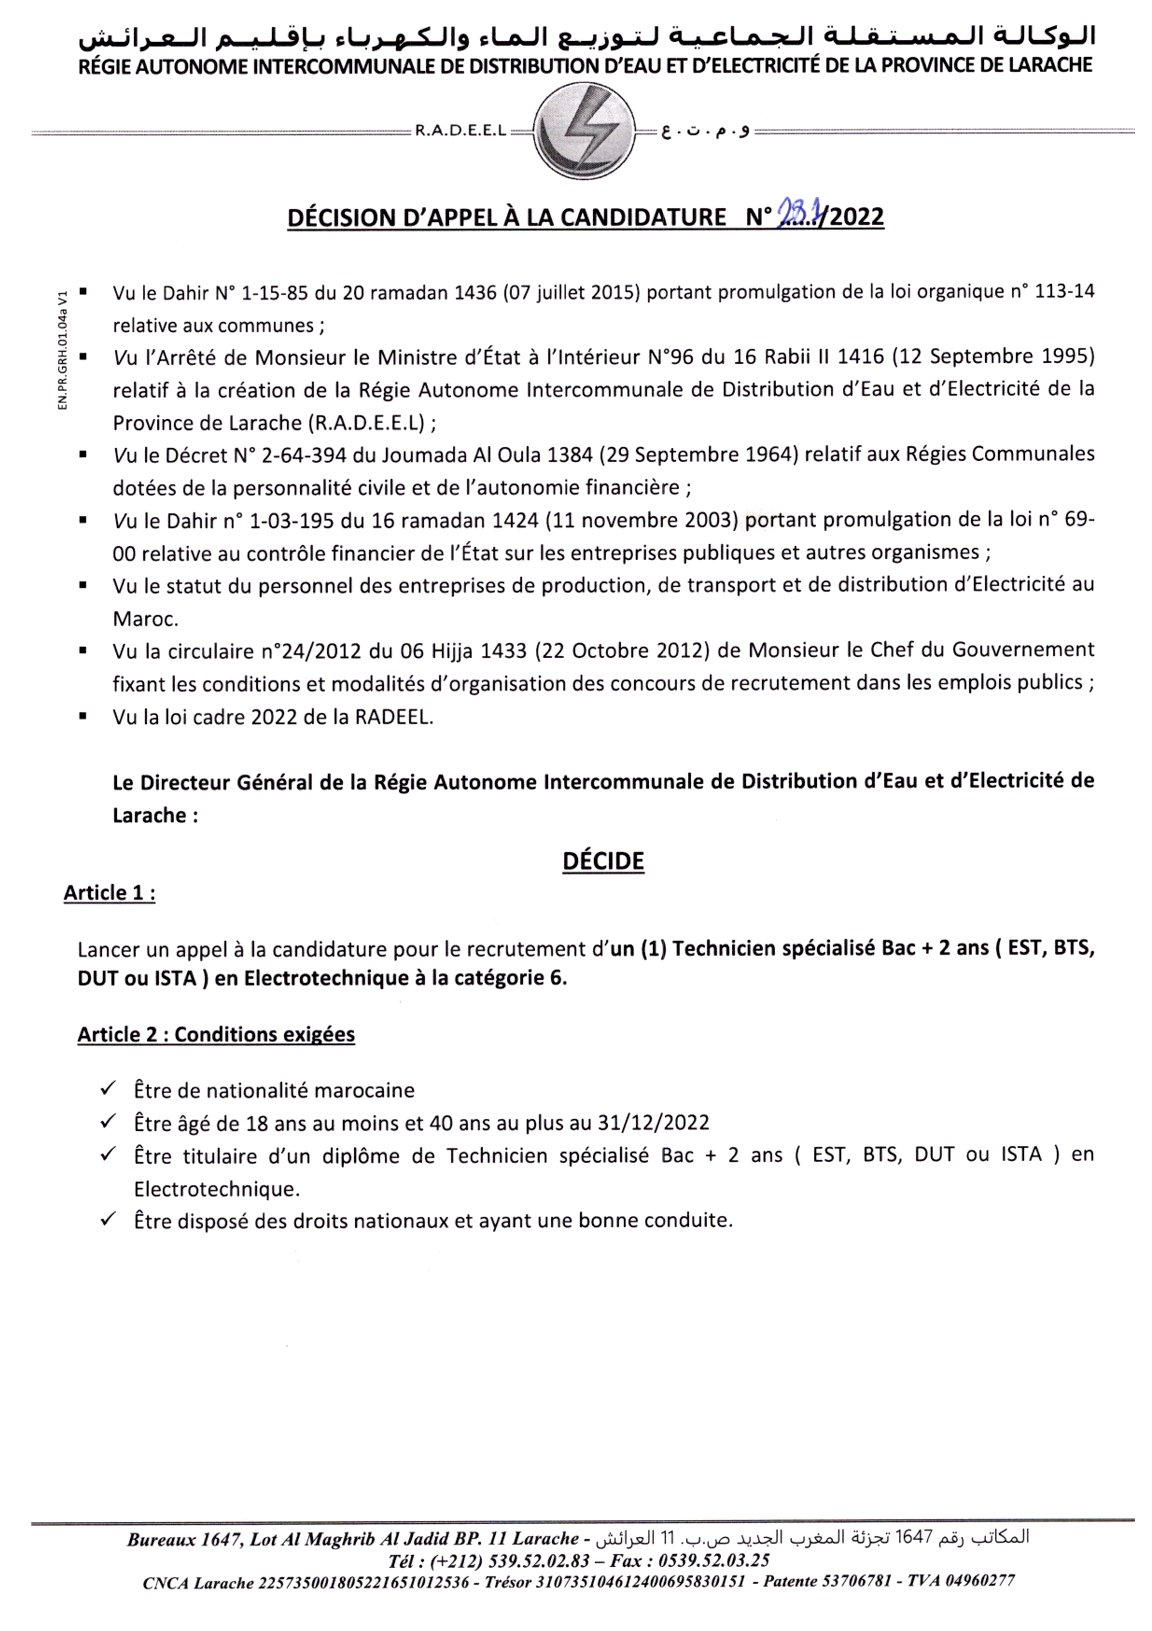 الوكالة المستقلة الجماعية لتوزيع الماء والكهرباء بإقليم العرائش
RÉGIE AUTONOME INTERCOMMUNALE DE DISTRIBUTION D'EAU ET D'ELECTRICITÉ DE LA PROVINCE DE LARACHE
R.A.D.E.E.L و . م . ت . ع
DÉCISION D'APPEL À LA CANDIDATURE N° 281/2022
EN.PR.GRH.01.04a V1
▪ Vu le Dahir N° 1-15-85 du 20 ramadan 1436 (07 juillet 2015) portant promulgation de la loi organique n° 113-14
relative aux communes ;
▪ Vu l'Arrêté de Monsieur le Ministre d'État à l'Intérieur N°96 du 16 Rabii II 1416 (12 Septembre 1995)
relatif à la création de la Régie Autonome Intercommunale de Distribution d'Eau et d'Electricité de la
Province de Larache (R.A.D.E.E.L) ;
▪ Vu le Décret N° 2-64-394 du Joumada Al Oula 1384 (29 Septembre 1964) relatif aux Régies Communales
dotées de la personnalité civile et de l'autonomie financière ;
▪ Vu le Dahir n° 1-03-195 du 16 ramadan 1424 (11 novembre 2003) portant promulgation de la loi n° 69-
00 relative au contrôle financier de l'État sur les entreprises publiques et autres organismes ;
▪ Vu le statut du personnel des entreprises de production, de transport et de distribution d'Electricité au
Maroc.
▪ Vu la circulaire n°24/2012 du 06 Hijja 1433 (22 Octobre 2012) de Monsieur le Chef du Gouvernement
fixant les conditions et modalités d'organisation des concours de recrutement dans les emplois publics ;
▪ Vu la loi cadre 2022 de la RADEEL.
Le Directeur Général de la Régie Autonome Intercommunale de Distribution d'Eau et d'Electricité de
Larache :
DÉCIDE
Article 1 :
Lancer un appel à la candidature pour le recrutement d'un (1) Technicien spécialisé Bac + 2 ans ( EST, BTS,
DUT ou ISTA ) en Electrotechnique à la catégorie 6.
Article 2 : Conditions exigées
✓ Être de nationalité marocaine
✓ Être âgé de 18 ans au moins et 40 ans au plus au 31/12/2022
✓ Être titulaire d'un diplôme de Technicien spécialisé Bac + 2 ans ( EST, BTS, DUT ou ISTA ) en
Electrotechnique.
✓ Être disposé des droits nationaux et ayant une bonne conduite.
Bureaux 1647, Lot Al Maghrib Al Jadid BP. 11 Larache - المكاتب رقم 1647 تجزئة المغرب الجديد ص.ب. 11 العرائش
Tél : (+212) 539.52.02.83 – Fax : 0539.52.03.25
CNCA Larache 225735001805221651012536 - Trésor 310735104612400695830151 - Patente 53706781 - TVA 04960277